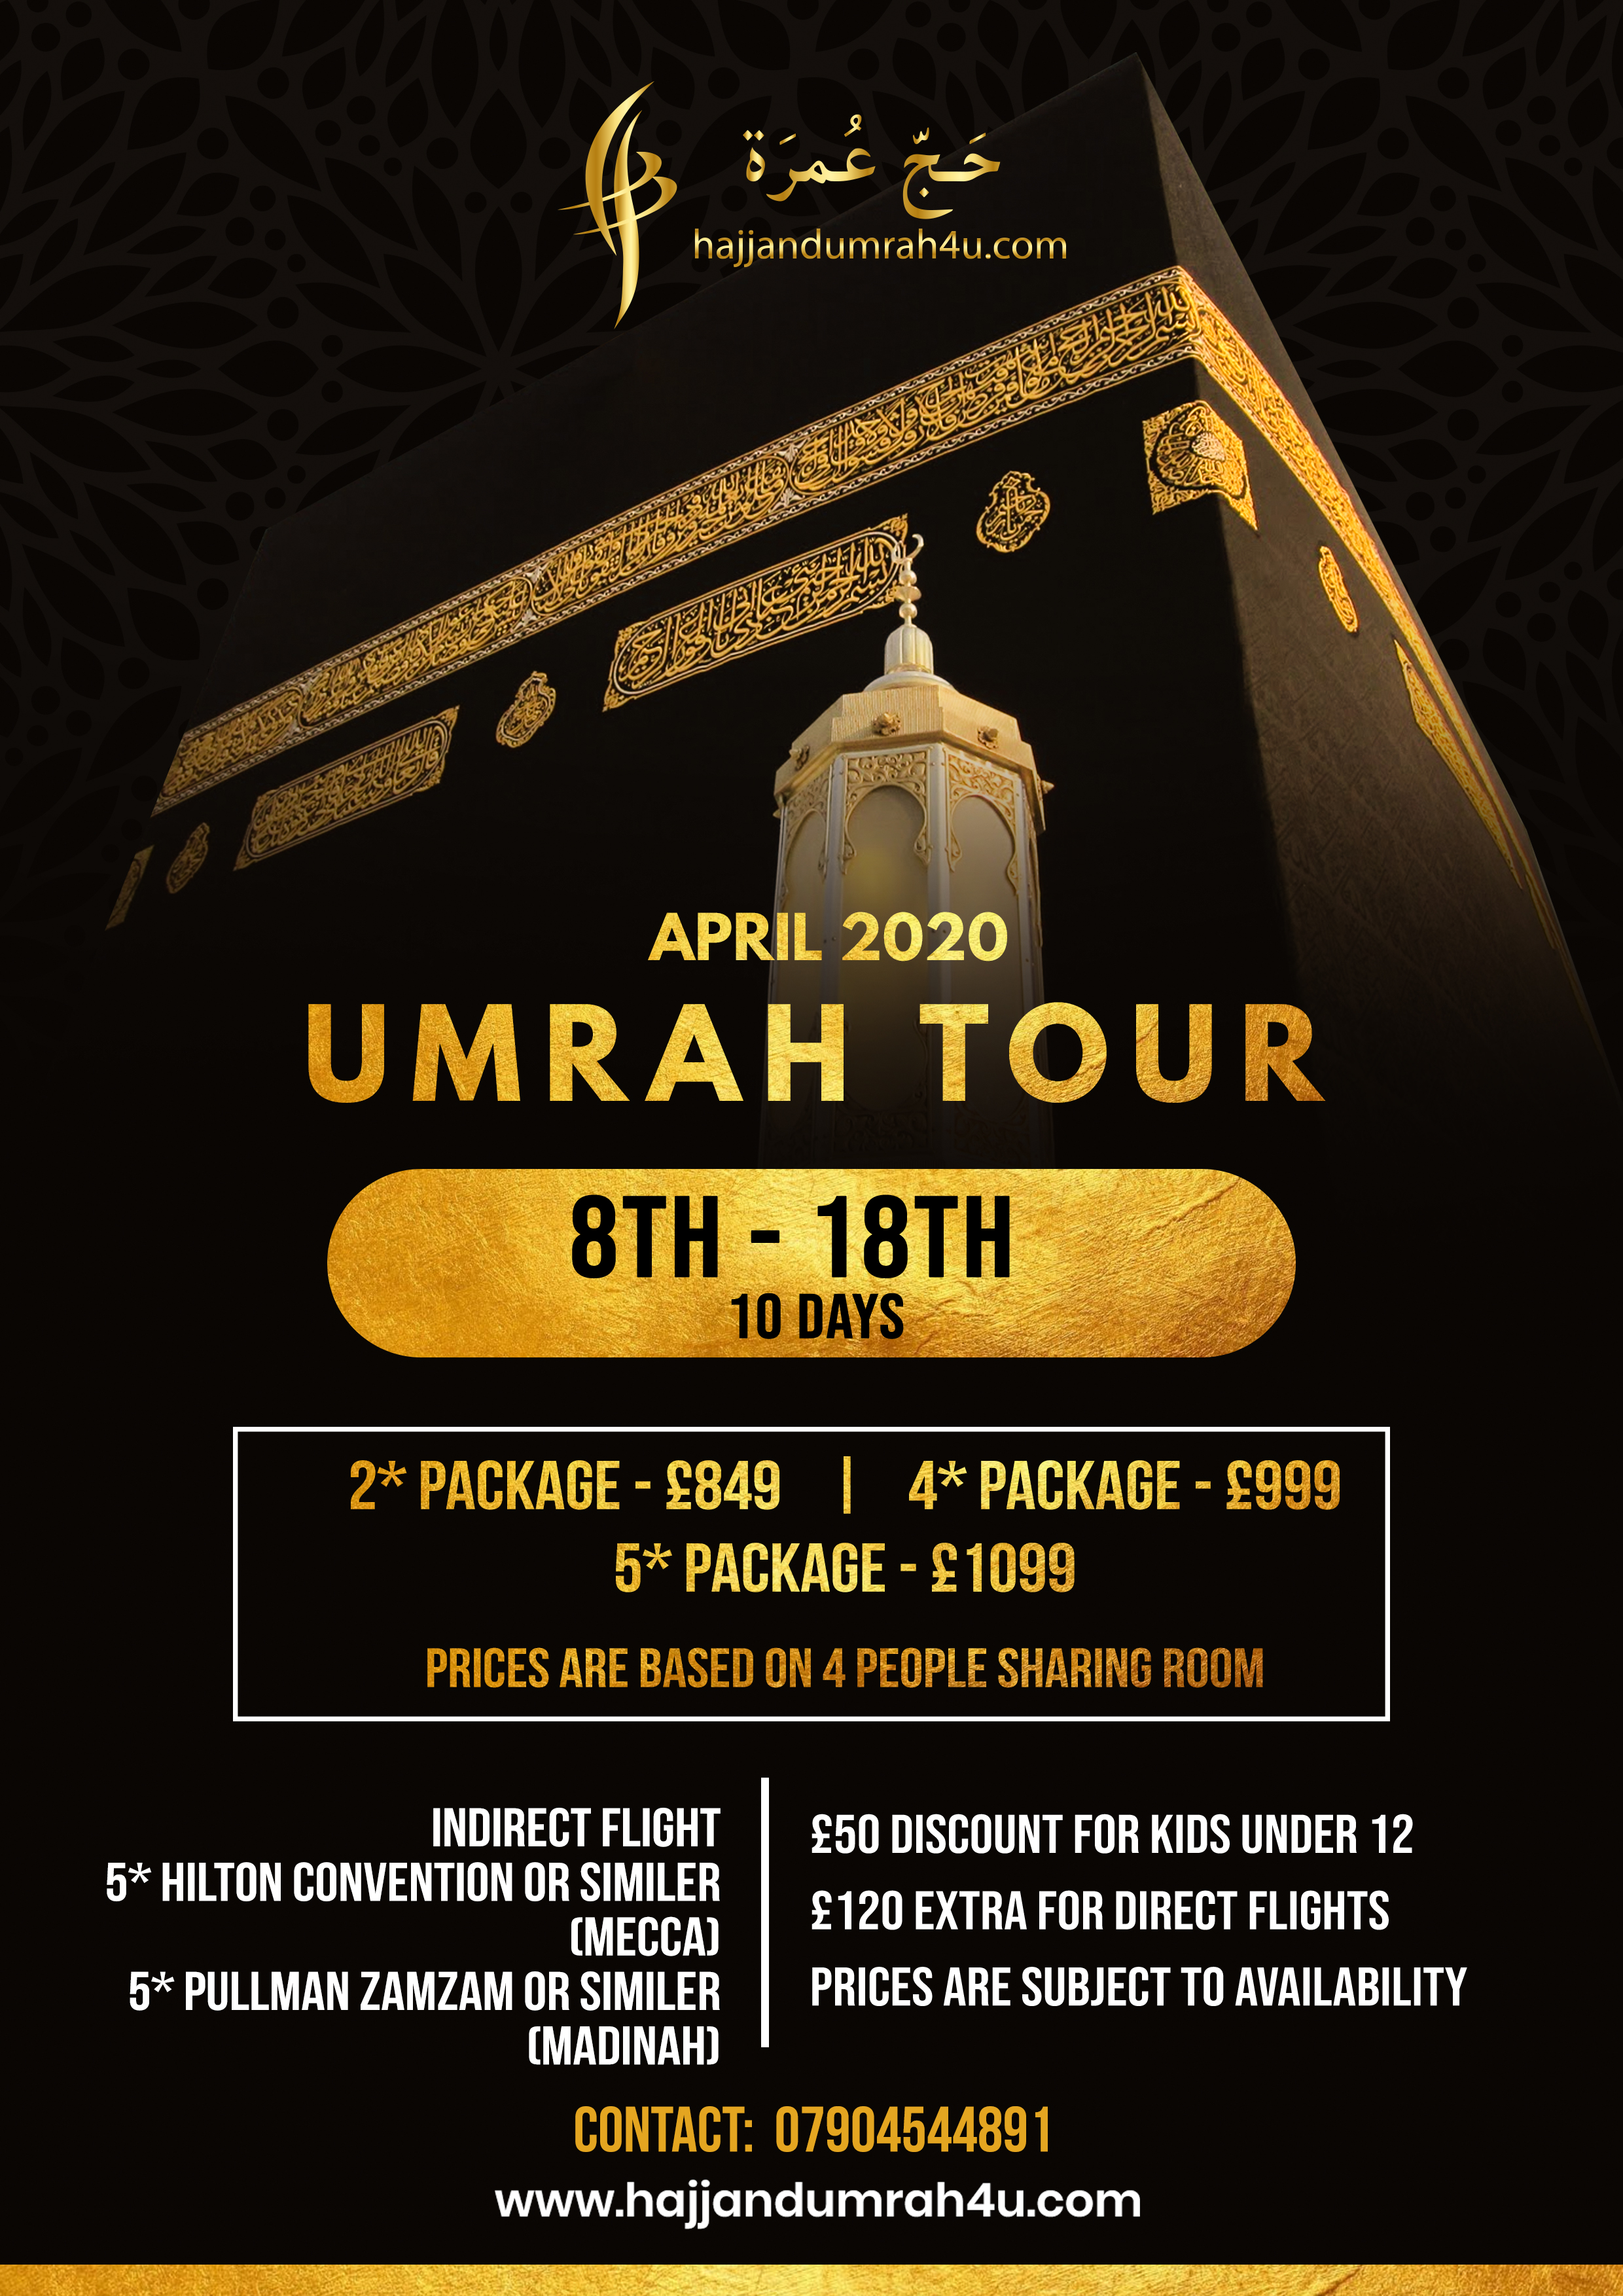 حَجّ عُمرَة
hajjandumrah4u.com
APRIL 2020
UMRAH TOUR
8TH - 18TH
10 DAYS
2* PACKAGE - £849 | 4* PACKAGE - £999
5* PACKAGE - £1099
PRICES ARE BASED ON 4 PEOPLE SHARING ROOM
INDIRECT FLIGHT
5* HILTON CONVENTION OR SIMILER
(MECCA)
5* PULLMAN ZAMZAM OR SIMILER
(MADINAH)
£50 DISCOUNT FOR KIDS UNDER 12
£120 EXTRA FOR DIRECT FLIGHTS
PRICES ARE SUBJECT TO AVAILABILITY
CONTACT: 07904544891
www.hajjandumrah4u.com